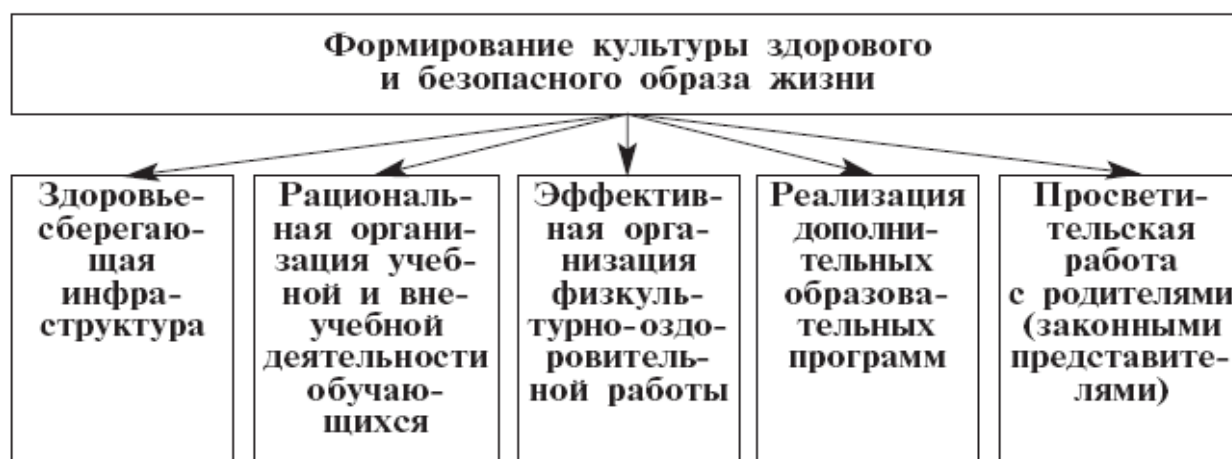 Формирование культуры здорового
и безопасного образа жизни
Здоровье-
сберегаю-
щая
инфра-
структура
Рациональ-
ная органи-
зация учеб-
ной и вне-
учебной
деятельности
обучаю-
щихся
Эффектив-
ная орга-
низация
физкуль-
турно-оздо-
ровитель-
ной работы
Реализация
дополни-
тельных
образова-
тельных
программ
Просвети-
тельская
работа
с родителями
(законными
представите-
лями)